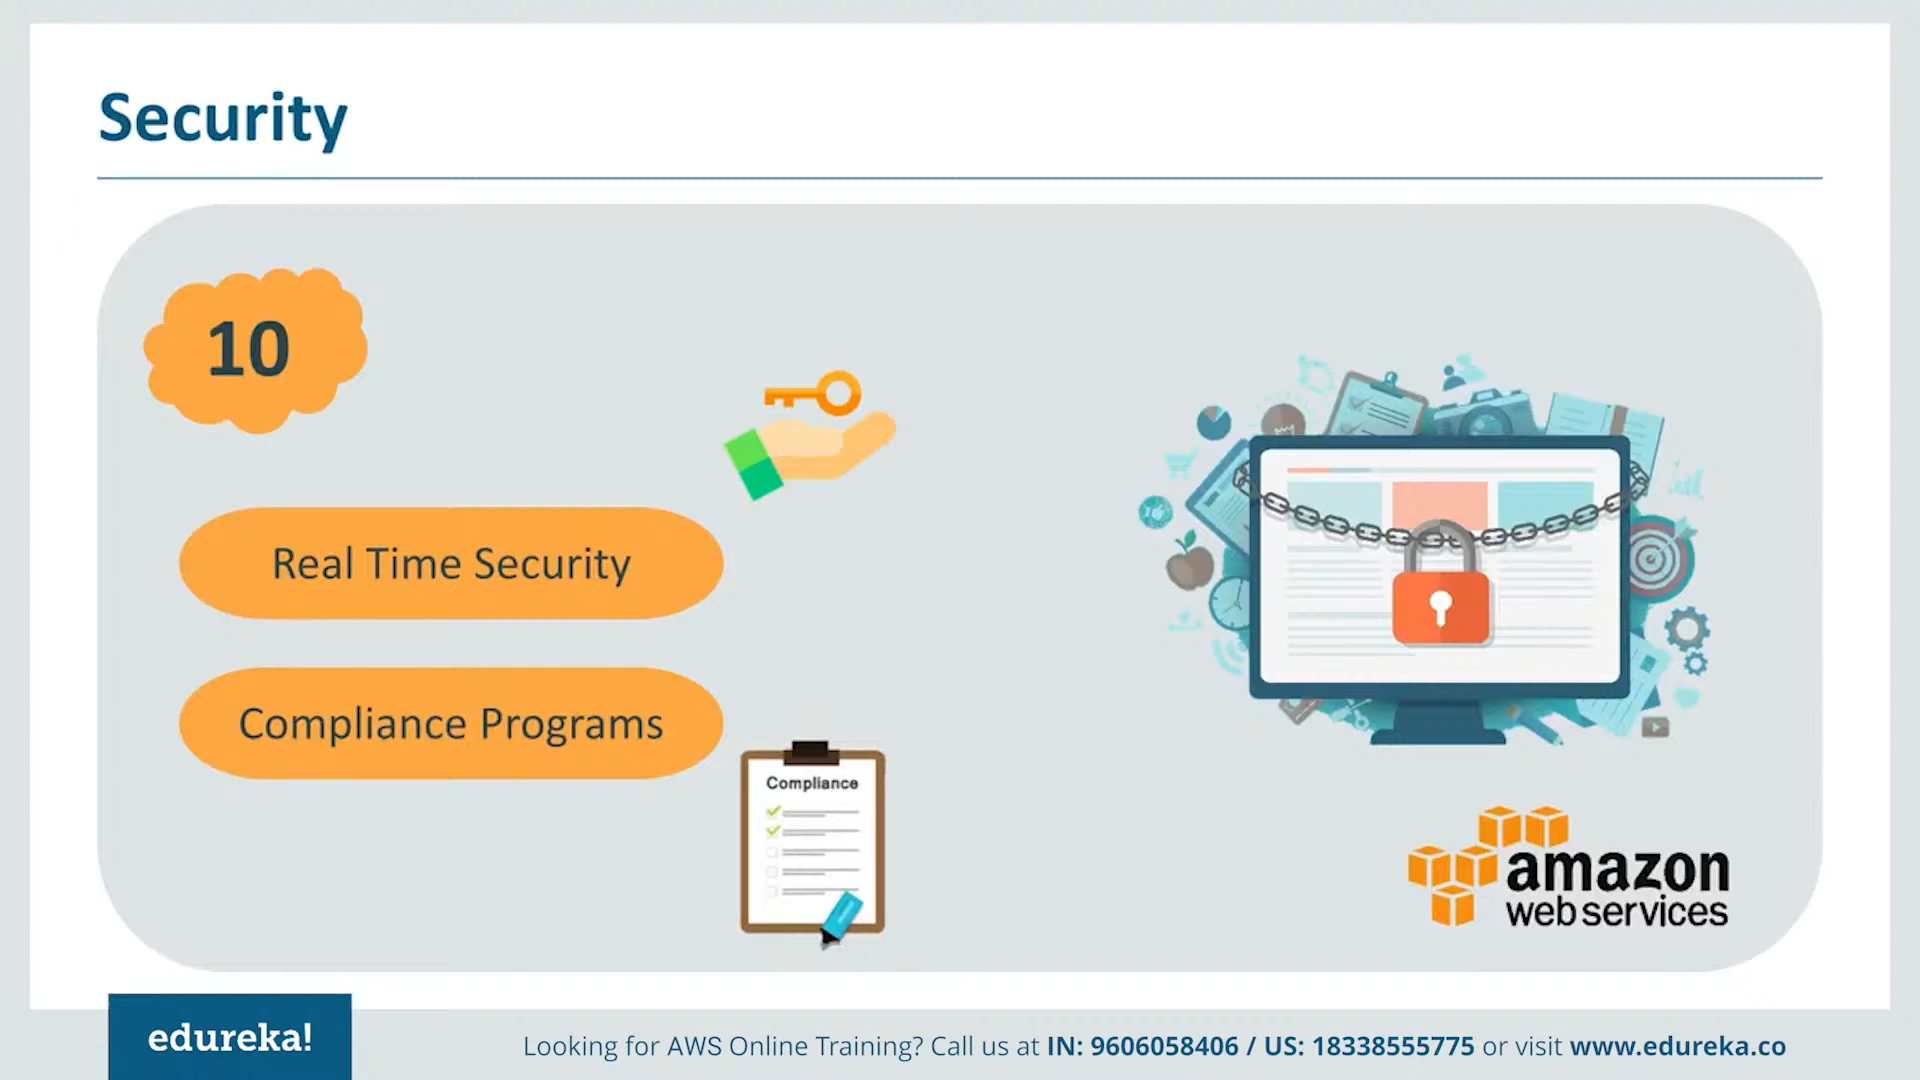 Security
10
Real Time Security
Compliance Programs
Compliance
amazon
web services
edureka!
Looking for AWS Online Training? Call us at IN: 9606058406 / US: 18338555775 or visit www.edureka.co